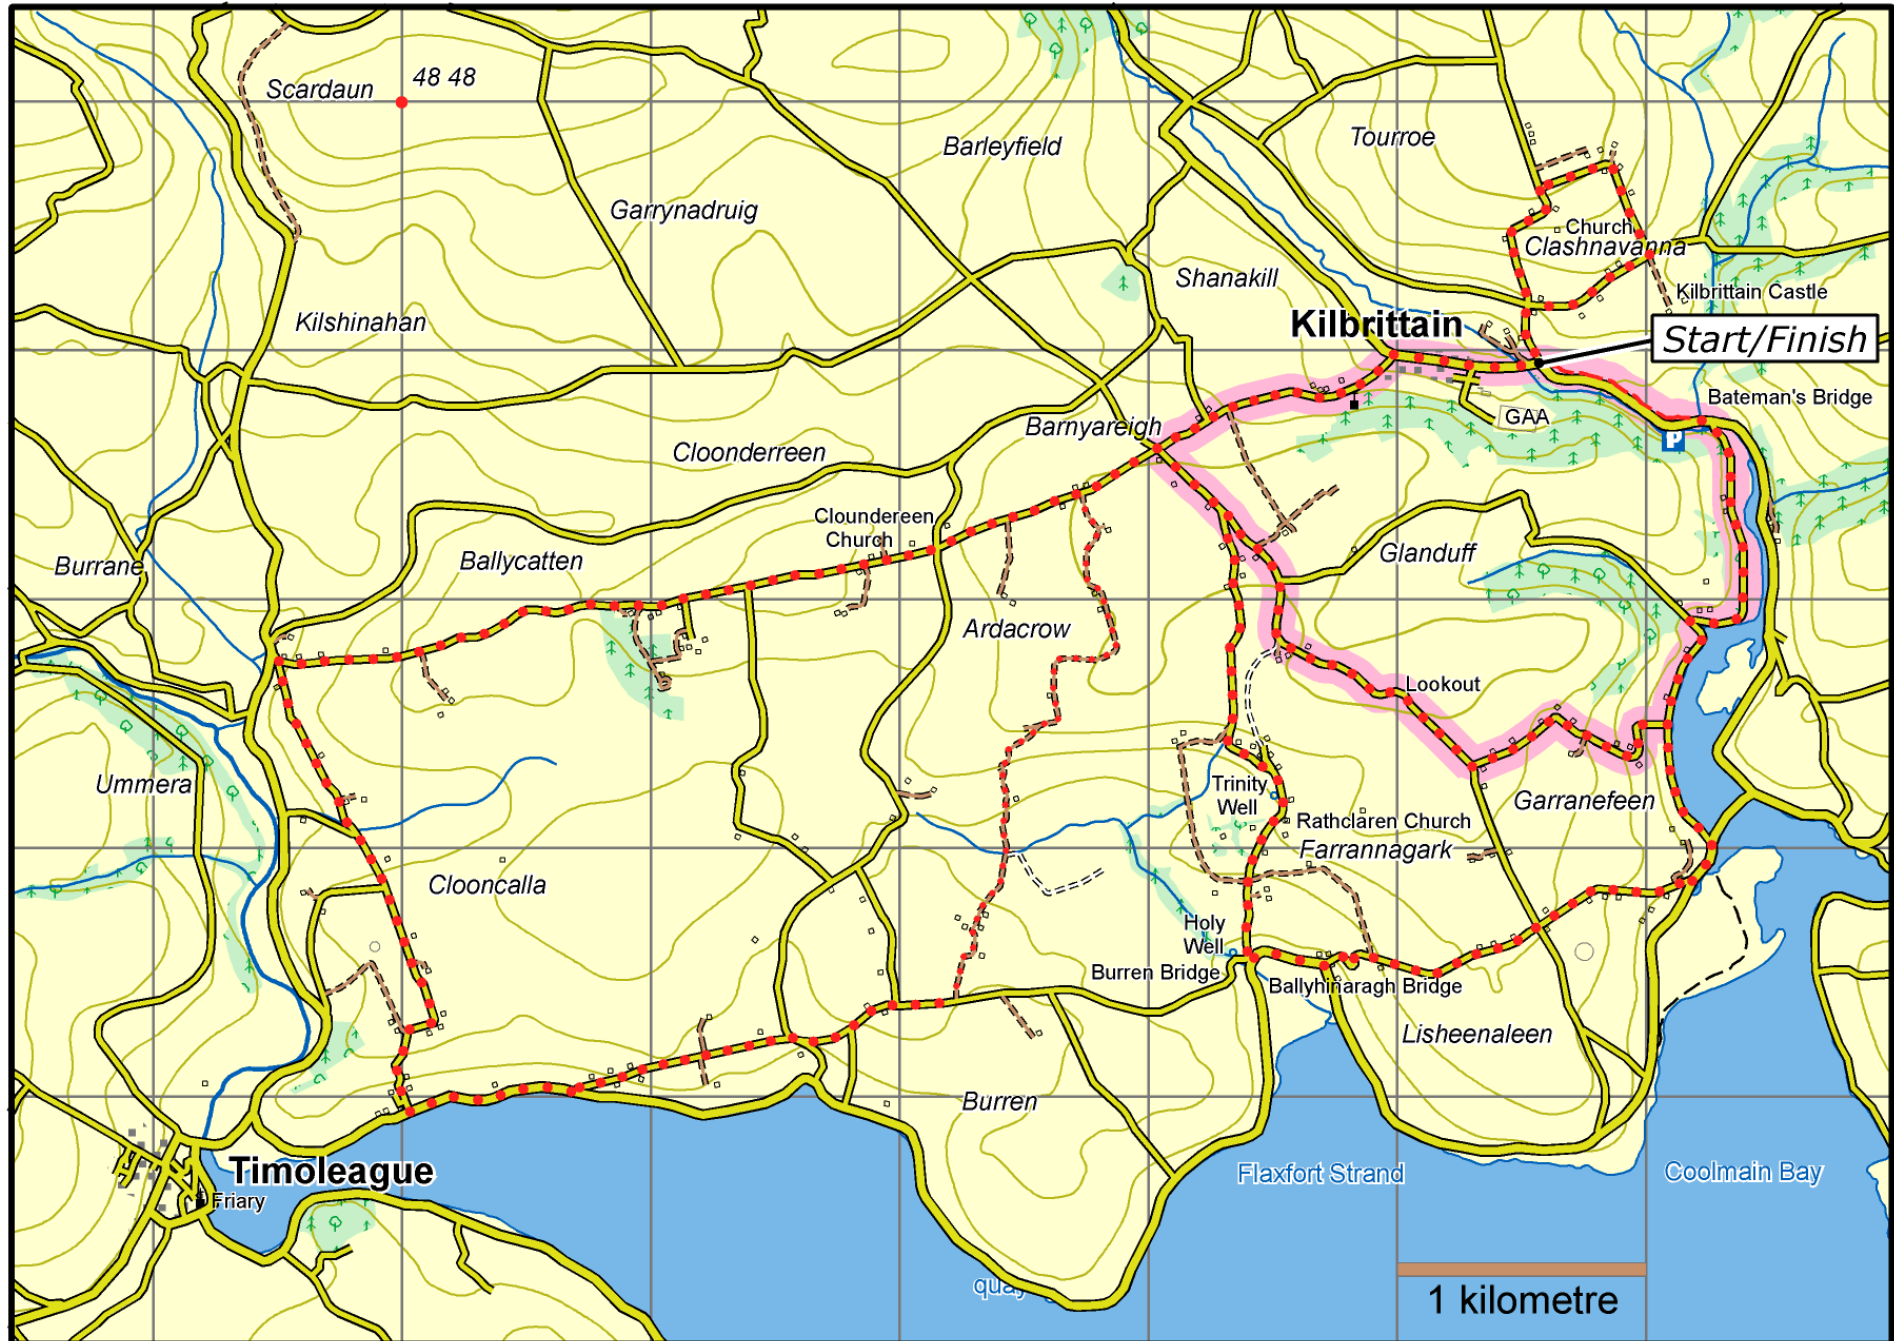 48 48
Scardaun
Barleyfield
Tourroe
Garrynadruig
Church
Clashnavanna
Shanakill
Kilbrittain Castle
Kilshinahan
Kilbrittain
Start/Finish
Bateman's Bridge
GAA
P
Barnyareigh
Cloonderreen
Cloundereen
Church
Glanduff
Ballycatten
Burrane
Ardacrow
Lookout
Ummera
Trinity
Well
Garranefeen
Rathclaren Church
Farrannagark
Clooncalla
Holy
Well
Burren Bridge
Ballyhinaragh Bridge
Lisheenaleen
Burren
Timoleague
Friary
Flaxfort Strand
Coolmain Bay
quay
1 kilometre